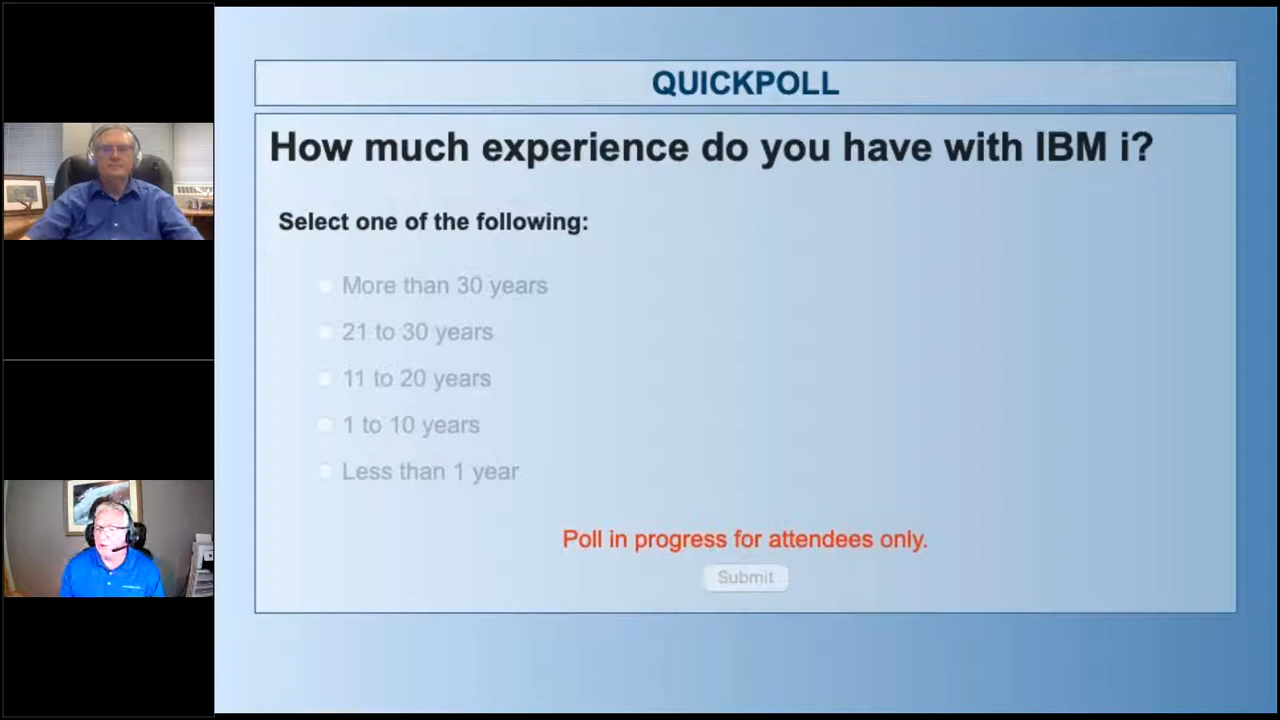 QUICKPOLL
How much experience do you have with IBM i?
Select one of the following:
More than 30 years
21 to 30 years
11 to 20 years
1 to 10 years
Less than 1 year
Poll in progress for attendees only.
Submit